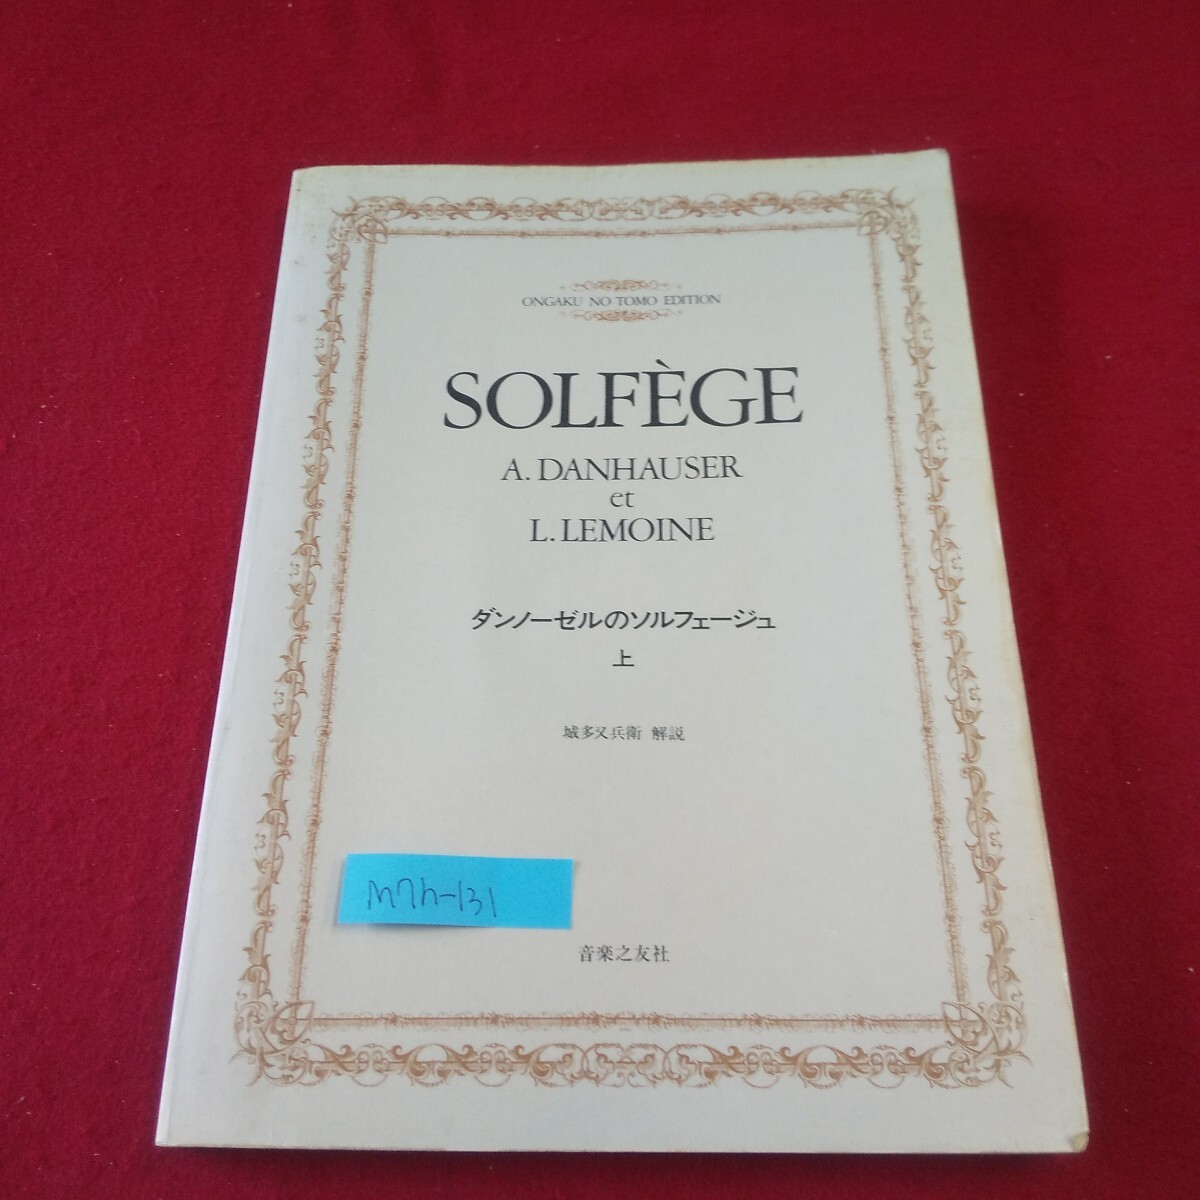 ONGAKU NO TOMO EDITION
SOLFÈGE
A. DANHAUSER
et
L. LEMOINE
ダンノーゼルのソルフェージュ
上
城多又兵衛 解説
M7h-131
音楽之友社